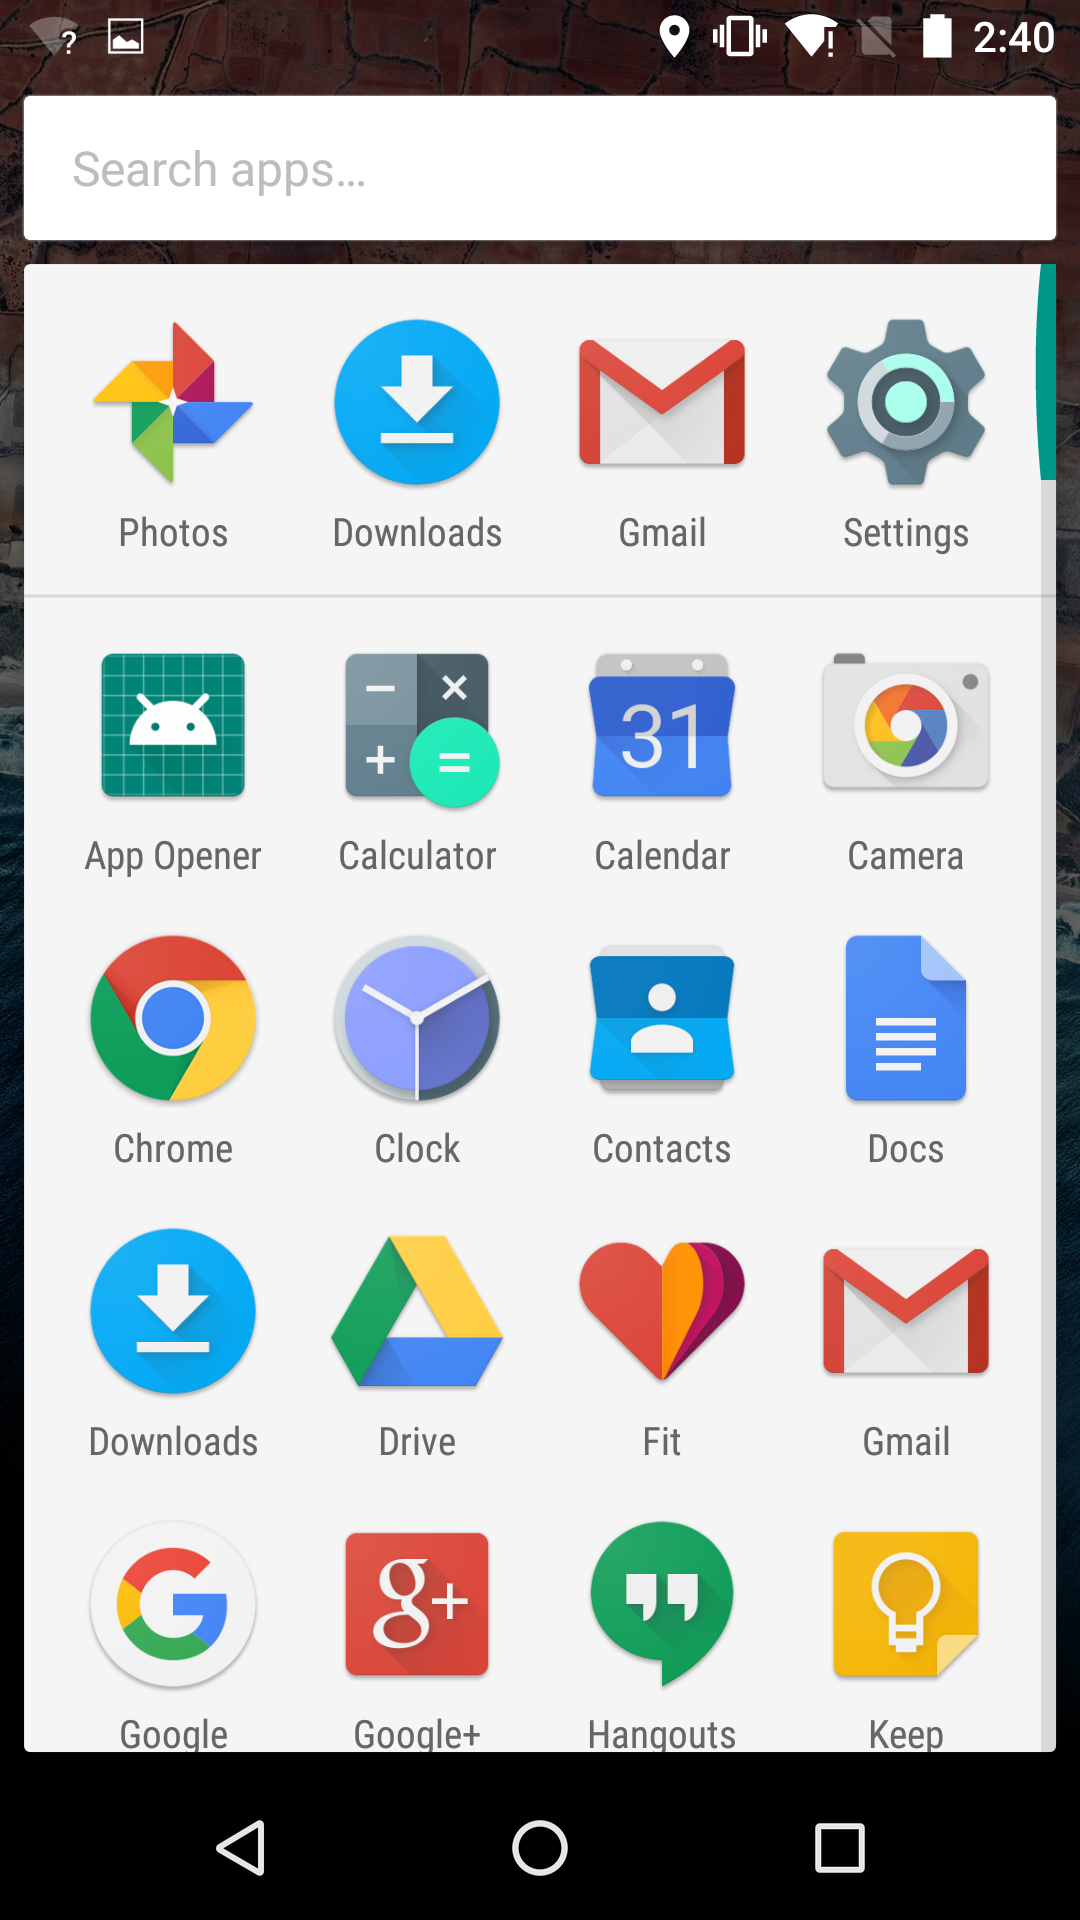 2:40
Search apps…
Photos Downloads Gmail Settings
31
App Opener Calculator Calendar Camera
Chrome Clock Contacts Docs
Downloads Drive Fit Gmail
g+
Google Google+ Hangouts Keep